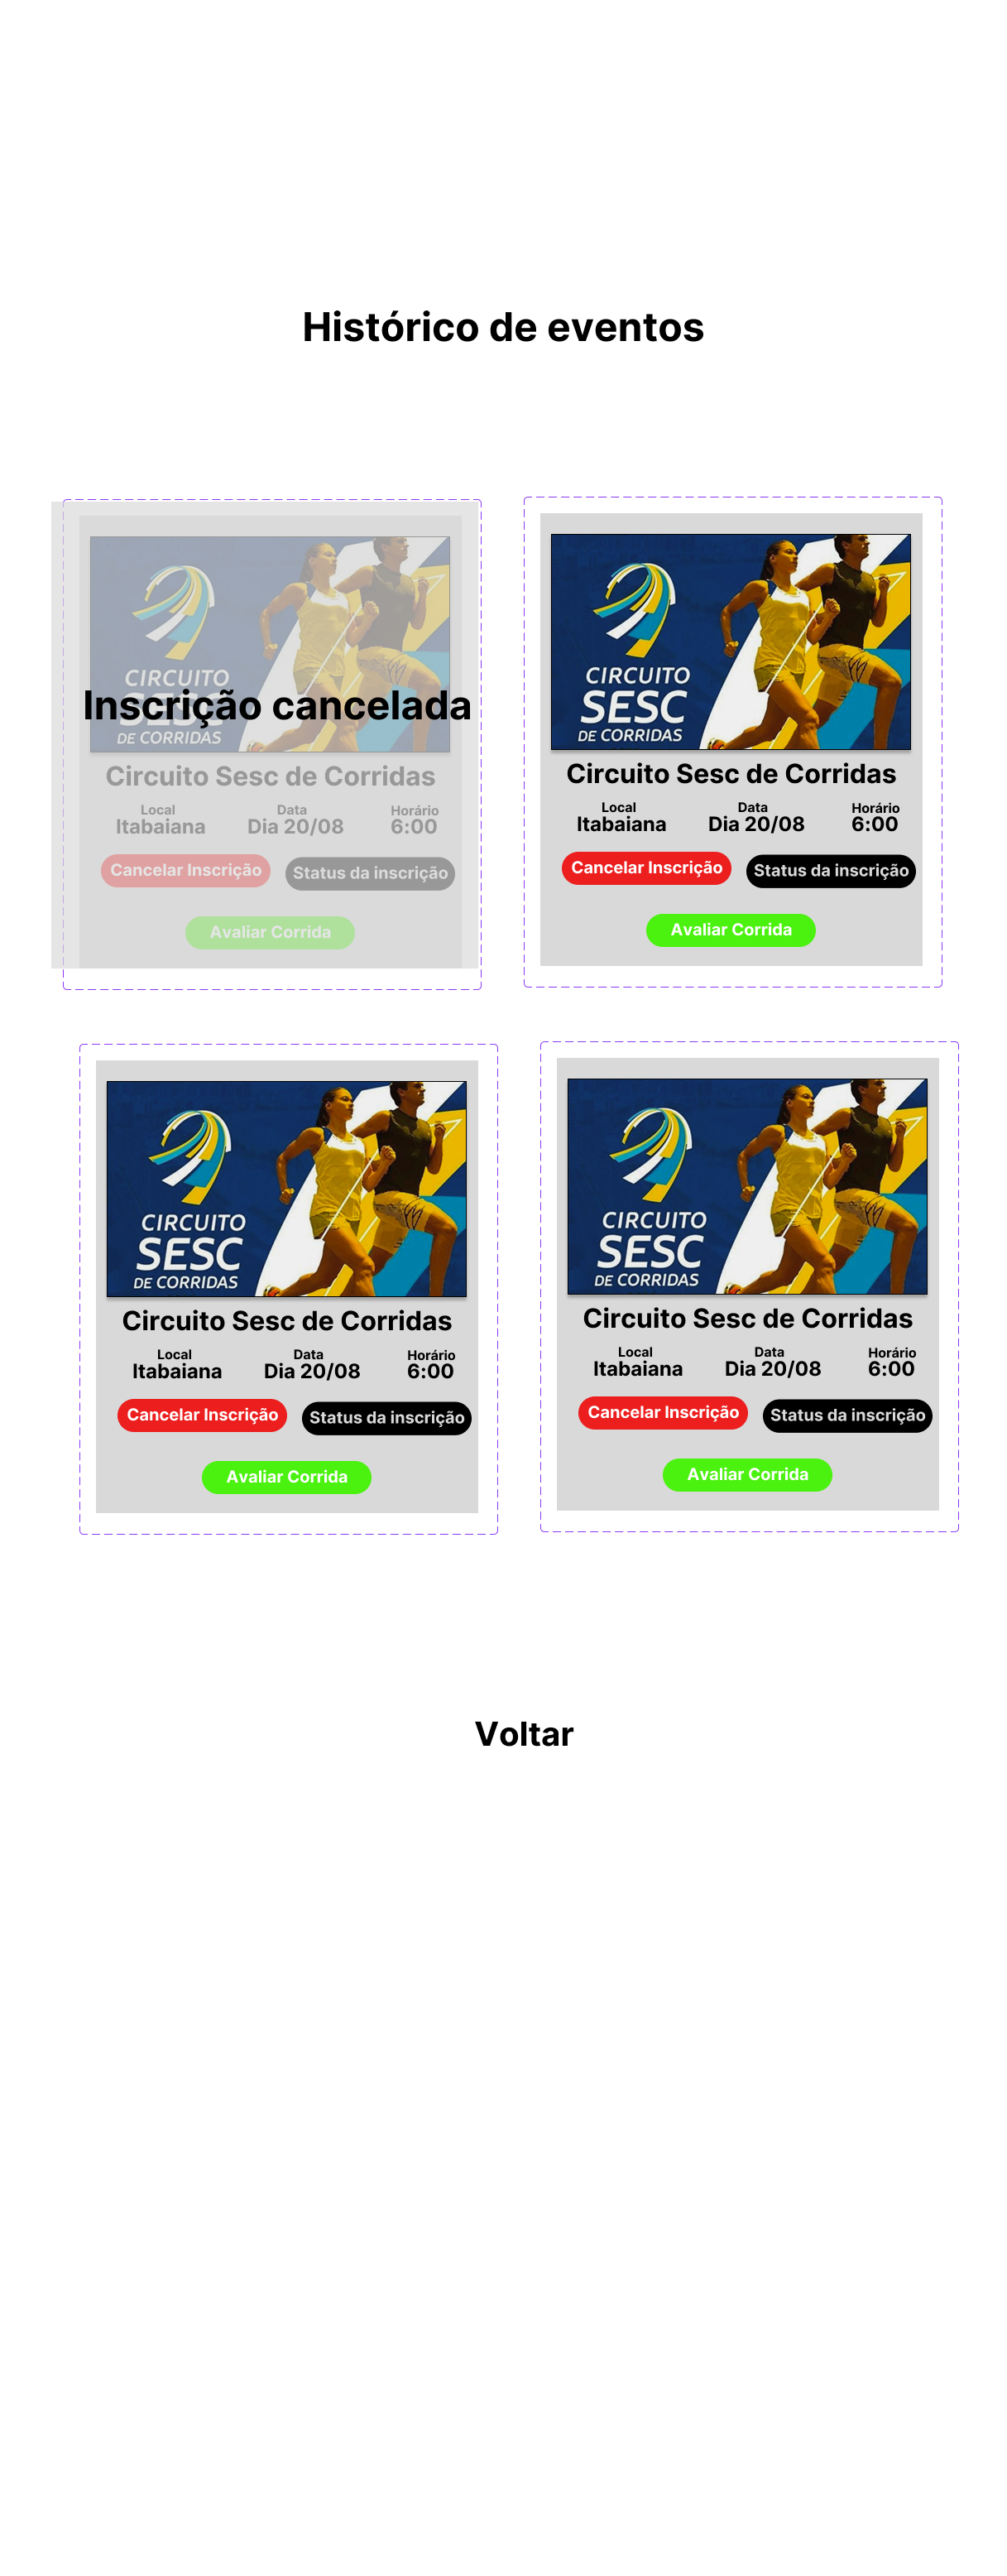 Histórico de eventos
CIRCUITO
SESC
DE CORRIDAS
Inscrição cancelada
Circuito Sesc de Corridas
Local Data Horário
Itabaiana Dia 20/08 6:00
Cancelar Inscrição Status da inscrição
Avaliar Corrida
CIRCUITO
SESC
DE CORRIDAS
Circuito Sesc de Corridas
Local Data Horário
Itabaiana Dia 20/08 6:00
Cancelar Inscrição Status da inscrição
Avaliar Corrida
CIRCUITO
SESC
DE CORRIDAS
Circuito Sesc de Corridas
Local Data Horário
Itabaiana Dia 20/08 6:00
Cancelar Inscrição Status da inscrição
Avaliar Corrida
CIRCUITO
SESC
DE CORRIDAS
Circuito Sesc de Corridas
Local Data Horário
Itabaiana Dia 20/08 6:00
Cancelar Inscrição Status da inscrição
Avaliar Corrida
Voltar